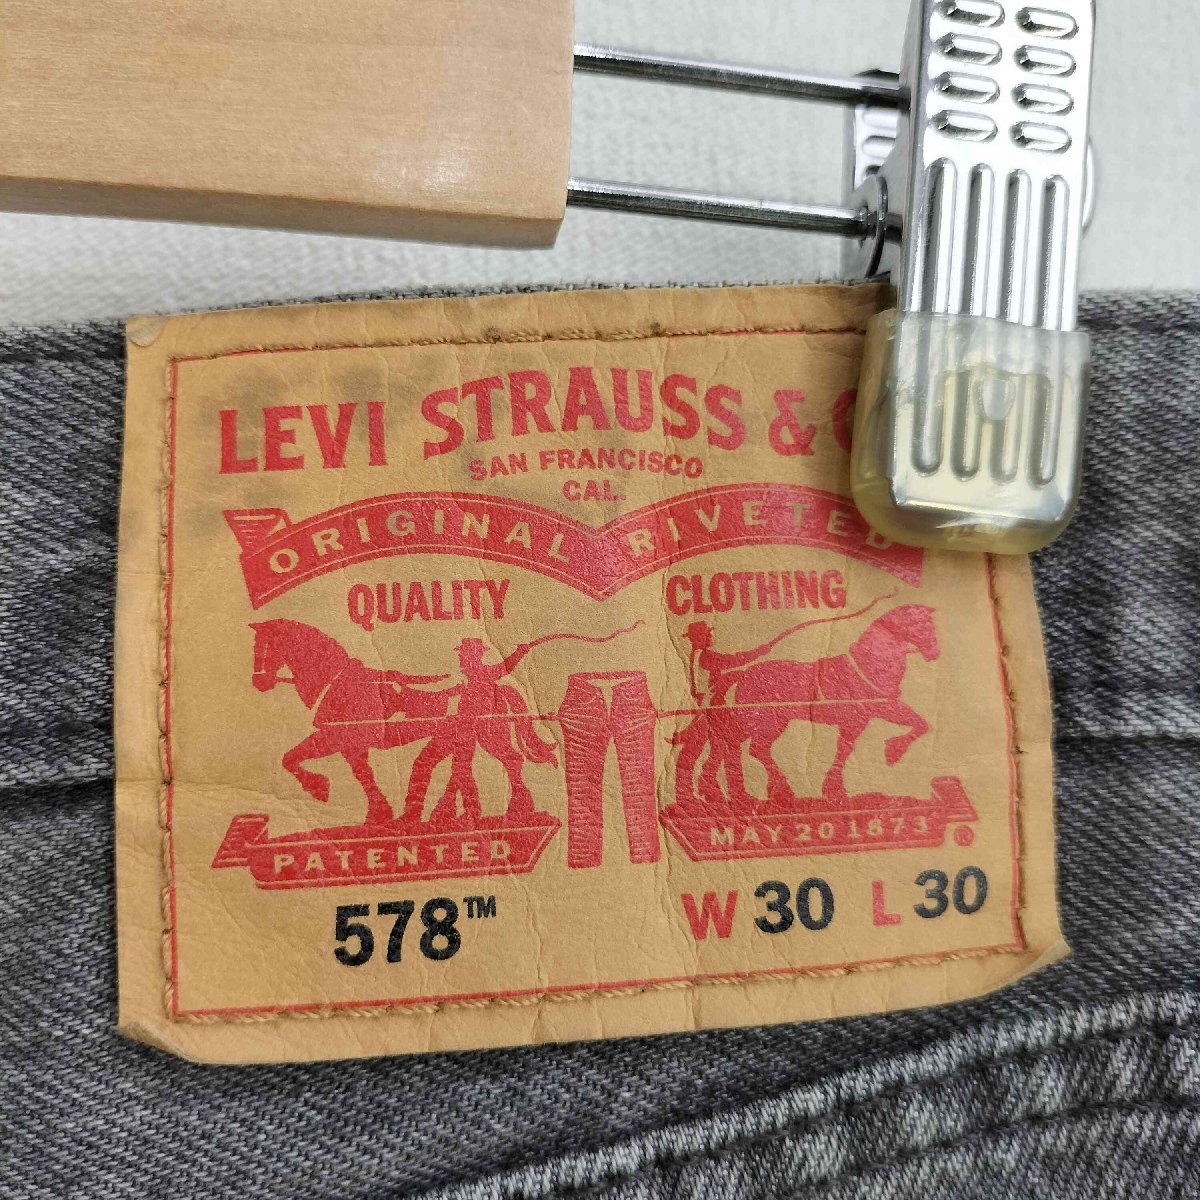 LEVI STRAUSS &
SAN FRANCISCO
CAL.
ORIGINAL RIVETED
QUALITY CLOTHING
PATENTED MAY 20 1873 ®
578™ W 30 L 30